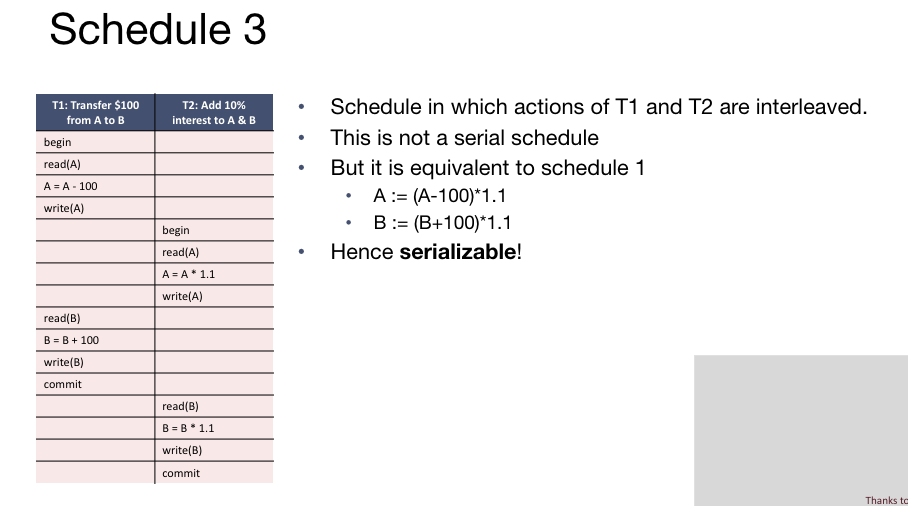 Schedule 3
T1: Transfer $100
from A to B
T2: Add 10%
interest to A & B
begin
read(A)
A = A - 100
write(A)
begin
read(A)
A = A * 1.1
write(A)
read(B)
B = B + 100
write(B)
commit
read(B)
B = B * 1.1
write(B)
commit
• Schedule in which actions of T1 and T2 are interleaved.
• This is not a serial schedule
• But it is equivalent to schedule 1
• A := (A-100)*1.1
• B := (B+100)*1.1
• Hence serializable!
Thanks to